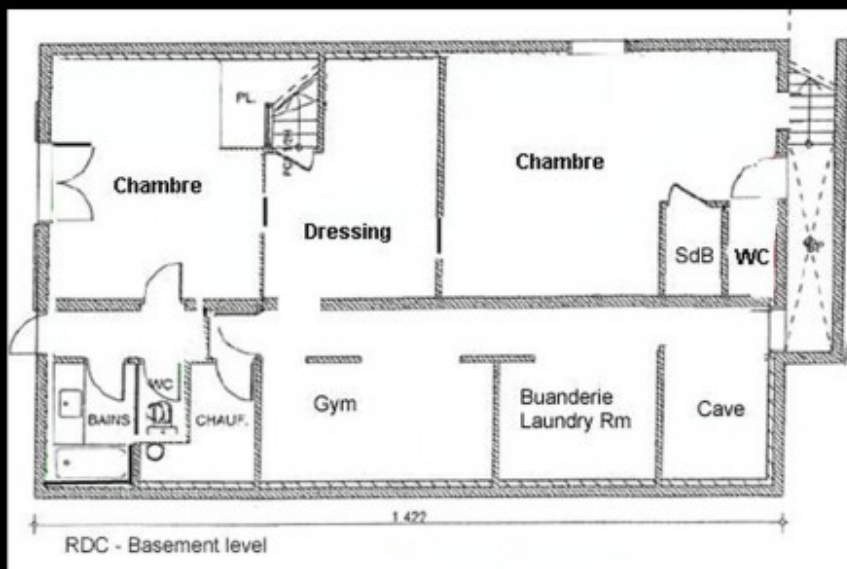 PL.
Chambre
Chambre
Dressing
SdB
WC
WC
BAINS
CHAUF.
Gym
Buanderie
Laundry Rm
Cave
1 422
RDC - Basement level